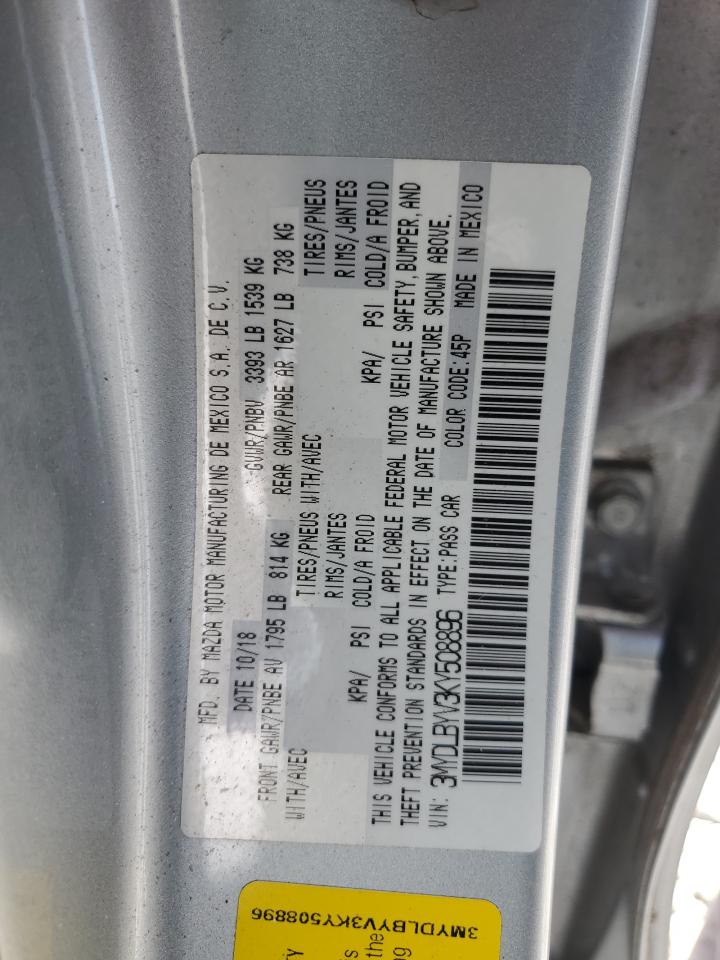 MFD. BY MAZDA MOTOR MANUFACTURING DE MEXICO S.A. DE C.V.
DATE 10/18 GVWR/PNBV 3393 LB 1539 KG
FRONT GAWR/PNBE AV 1795 LB 814 KG REAR GAWR/PNBE AR 1627 LB 738 KG
WITH/AVEC TIRES/PNEUS WITH/AVEC TIRES/PNEUS
RIMS/JANTES RIMS/JANTES
KPA/ PSI COLD/A FROID KPA/ PSI COLD/A FROID
THIS VEHICLE CONFORMS TO ALL APPLICABLE FEDERAL MOTOR VEHICLE SAFETY, BUMPER, AND
THEFT PREVENTION STANDARDS IN EFFECT ON THE DATE OF MANUFACTURE SHOWN ABOVE.
VIN: 3MYDLBYV3KY508896 TYPE:PASS CAR COLOR CODE:45P MADE IN MEXICO
3MYDLBYV3KY508896
the